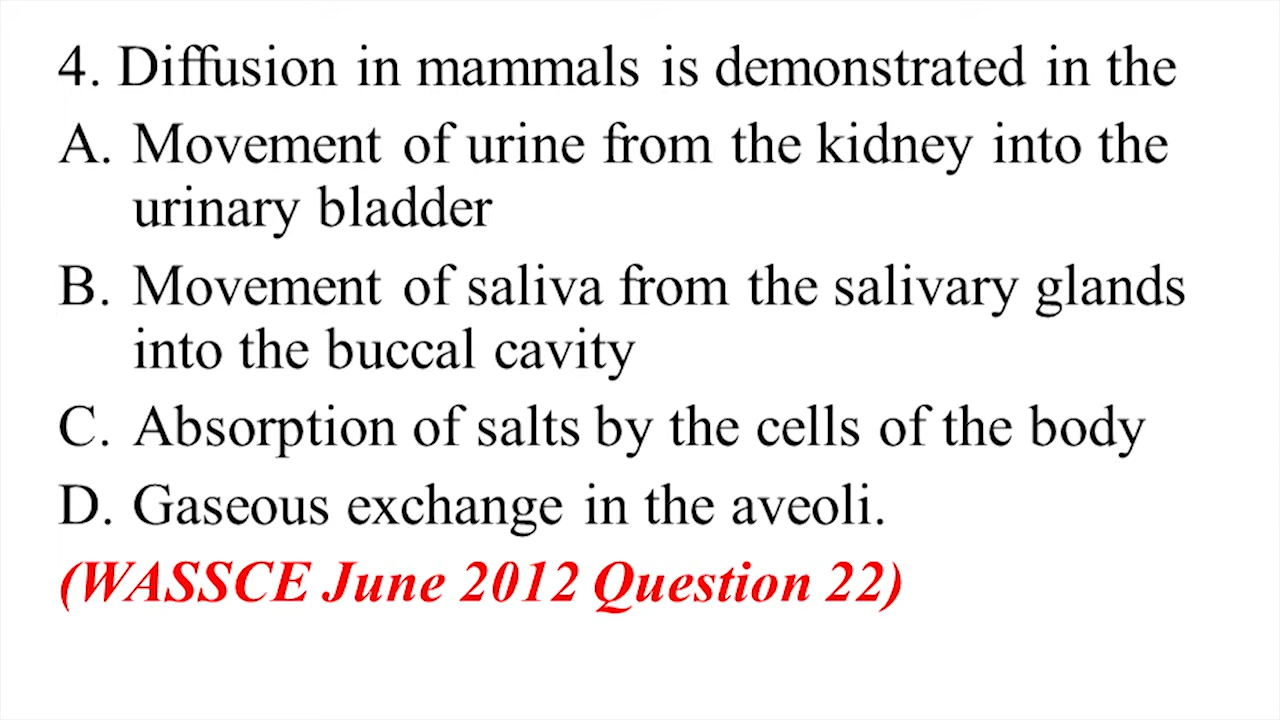 4. Diffusion in mammals is demonstrated in the
A. Movement of urine from the kidney into the
urinary bladder
B. Movement of saliva from the salivary glands
into the buccal cavity
C. Absorption of salts by the cells of the body
D. Gaseous exchange in the aveoli.
(WASSCE June 2012 Question 22)